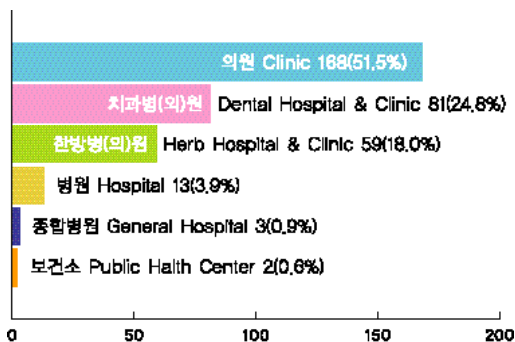 의원 Clinic 168(51.5%)
치과병(의)원 Dental Hospital & Clinic 81(24.8%)
한방병(의)원 Herb Hospital & Clinic 59(18.0%)
병원 Hospital 13(3.9%)
종합병원 General Hospital 3(0.9%)
보건소 Public Halth Center 2(0.6%)
0 50 100 150 200